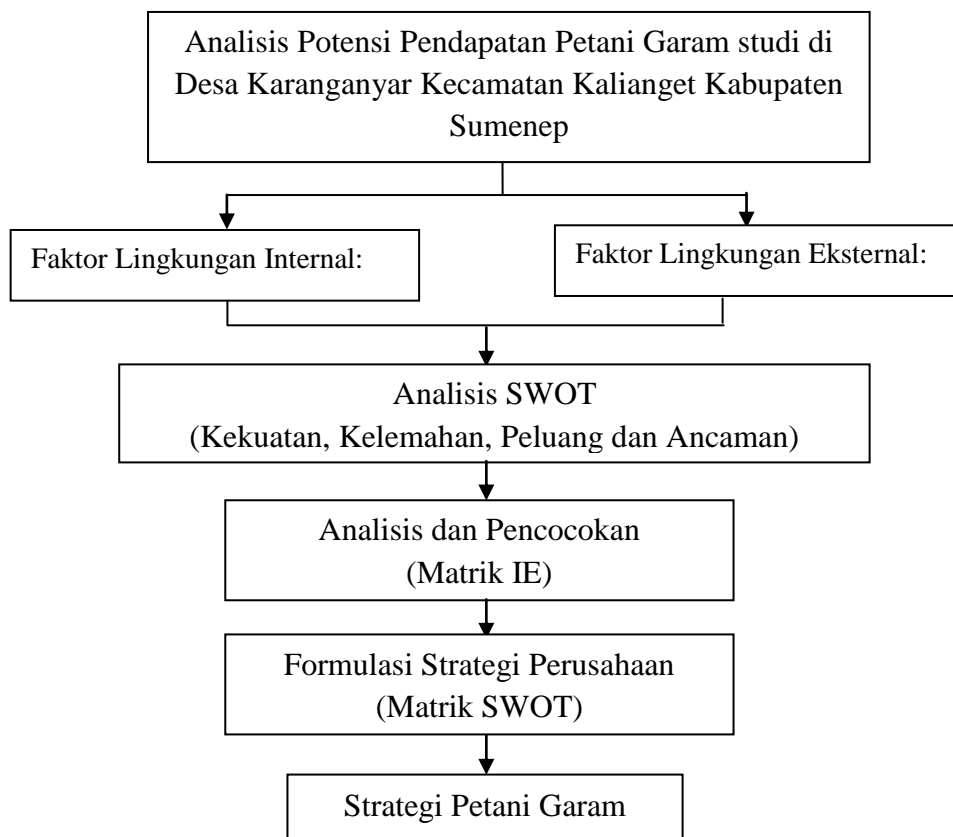 Analisis Potensi Pendapatan Petani Garam studi di
Desa Karanganyar Kecamatan Kalianget Kabupaten
Sumenep
Faktor Lingkungan Internal:
Faktor Lingkungan Eksternal:
Analisis SWOT
(Kekuatan, Kelemahan, Peluang dan Ancaman)
Analisis dan Pencocokan
(Matrik IE)
Formulasi Strategi Perusahaan
(Matrik SWOT)
Strategi Petani Garam